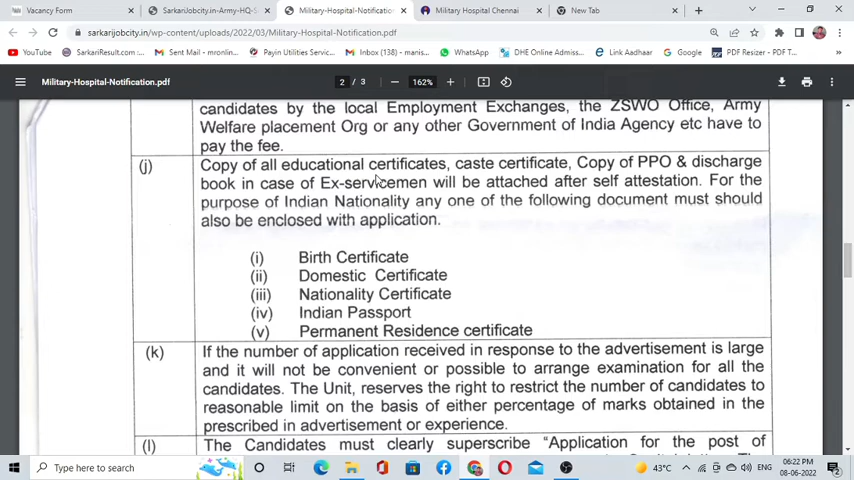 Vacancy Form
SarkariJobcity.in-Army-HQ-S
Military-Hospital-Notification.p
Military Hospital Chennai
New Tab
sarkarijobcity.in/wp-content/uploads/2022/03/Military-Hospital-Notification.pdf
YouTube
SarkariResult.com:...
Sent Mail - mronlin...
Payin Utilities Servic...
Inbox (138) - manis...
WhatsApp
DHE Online Admiss...
Link Aadhaar
Google
PDF Resizer - Told...
PDF24 Tools
Military-Hospital-Notification.pdf
2 / 3
162%
candidates by the local Employment Exchanges, the ZSWO Office, Army
Welfare placement Org or any other Government of India Agency etc have to
pay the fee.
(j) Copy of all educational certificates, caste certificate, Copy of PPO & discharge
book in case of Ex-servicemen will be attached after self attestation. For the
purpose of Indian Nationality any one of the following document must should
also be enclosed with application.
(i) Birth Certificate
(ii) Domestic Certificate
(iii) Nationality Certificate
(iv) Indian Passport
(v) Permanent Residence certificate
(k) If the number of application received in response to the advertisement is large
and it will not be convenient or possible to arrange examination for all the
candidates. The Unit, reserves the right to restrict the number of candidates to
reasonable limit on the basis of either percentage of marks obtained in the
prescribed in advertisement or experience.
(l) The Candidates must clearly superscribe “Application for the post of
Type here to search
43°C
ENG
06:22 PM
08-06-2022
2